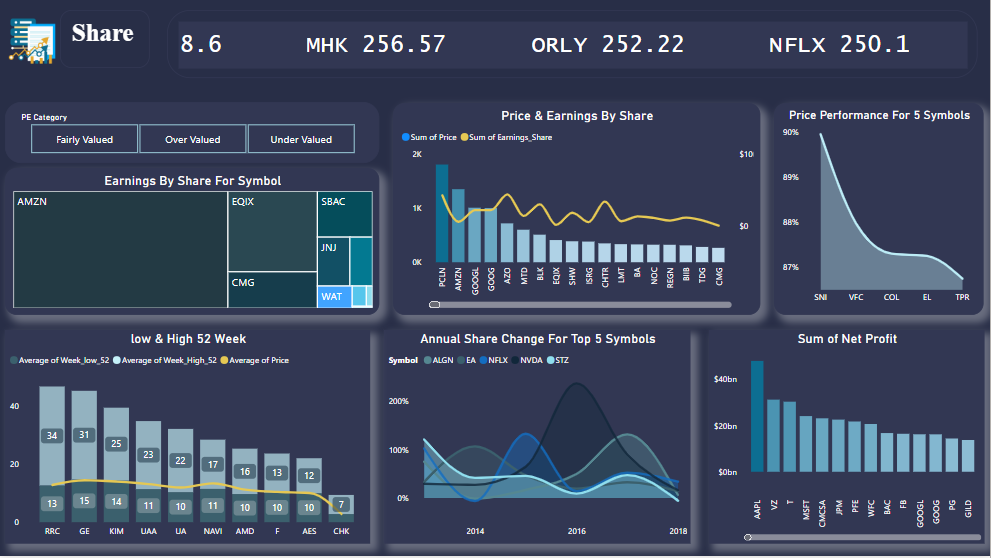 Share
8.6 MHK 256.57 ORLY 252.22 NFLX 250.1
PE Category
Fairly Valued Over Valued Under Valued
Earnings By Share For Symbol
AMZN EQIX SBAC
JNJ
CMG
WAT
Price & Earnings By Share
Sum of Price Sum of Earnings_Share
2K $10
1K
$0
0K
PCLN AMZN GOOGL GOOG AZO MTD BLK EQIX SHW ISRG CHTR LMT BA NOC REGN BIIB TDG CMG
Price Performance For 5 Symbols
90%
89%
88%
87%
SNI VFC COL EL TPR
low & High 52 Week
Average of Week_low_52 Average of Week_High_52 Average of Price
40
20
0
34 31 25 23 22 17 16 13 12 7
13 15 14 11 10 11 10 10 10
RRC GE KIM UAA UA NAVI AMD F AES CHK
Annual Share Change For Top 5 Symbols
Symbol ALGN EA NFLX NVDA STZ
200%
100%
0%
2014 2016 2018
Sum of Net Profit
$40bn
$20bn
$0bn
AAPL VZ T MSFT CMCSA JPM PFE WFC BAC FB GOOGL GOOG PG GILD